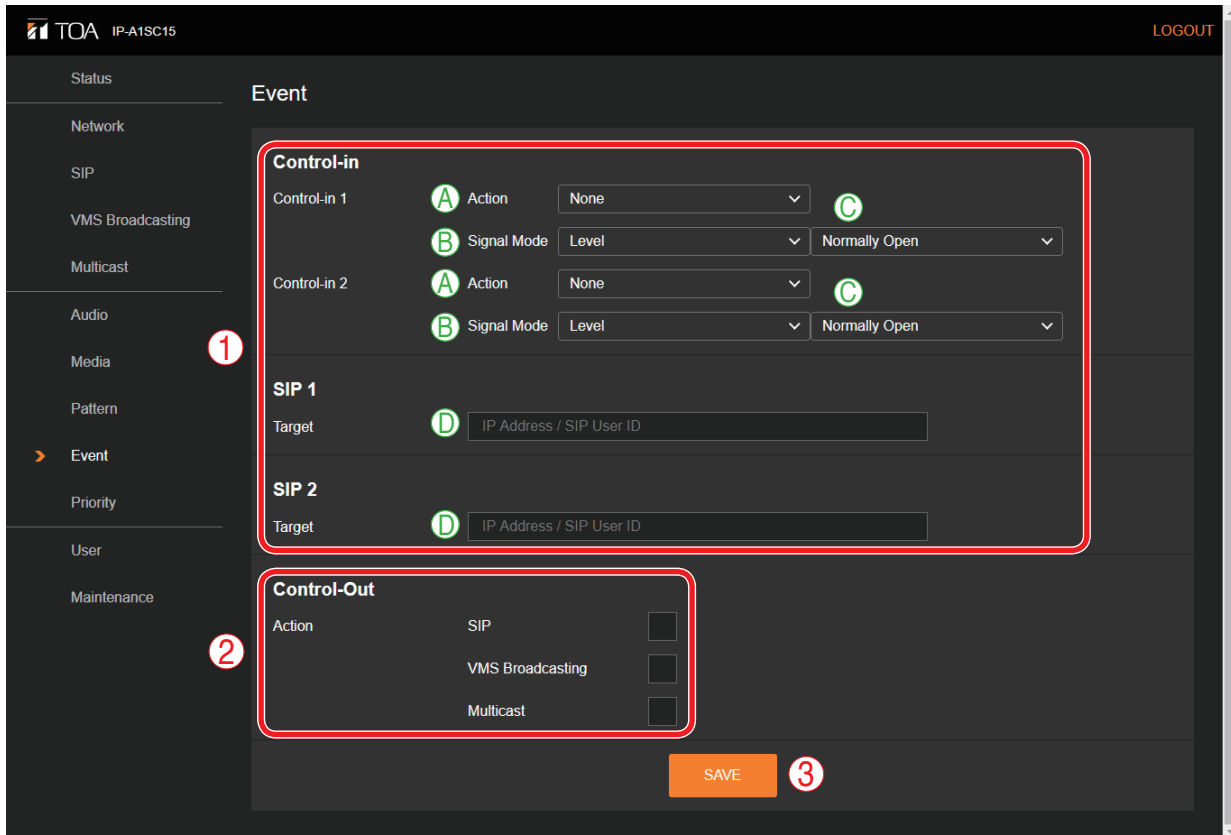 TOA IP-A1SC15 LOGOUT
Status
Network
SIP
VMS Broadcasting
Multicast
Audio
Media
Pattern
Event
Priority
User
Maintenance
Event
1
Control-in
Control-in 1 A Action None C
B Signal Mode Level Normally Open
Control-in 2 A Action None C
B Signal Mode Level Normally Open
SIP 1
Target D IP Address / SIP User ID
SIP 2
Target D IP Address / SIP User ID
2
Control-Out
Action SIP
VMS Broadcasting
Multicast
SAVE 3